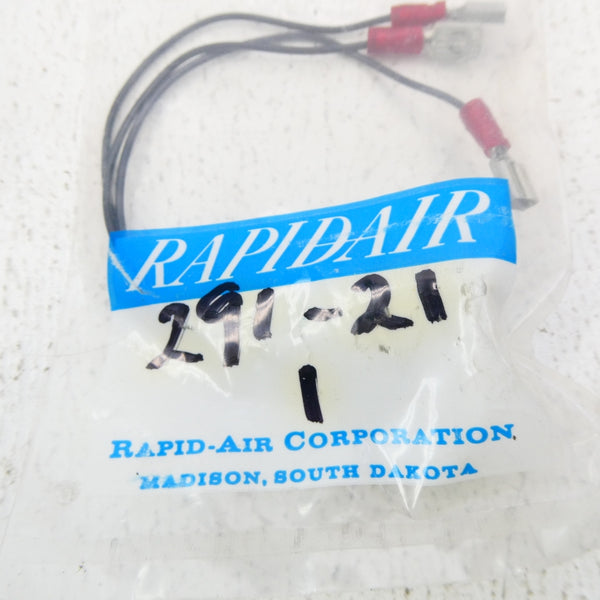 RAPIDAIR
291-21
1
RAPID-AIR CORPORATION
MADISON, SOUTH DAKOTA